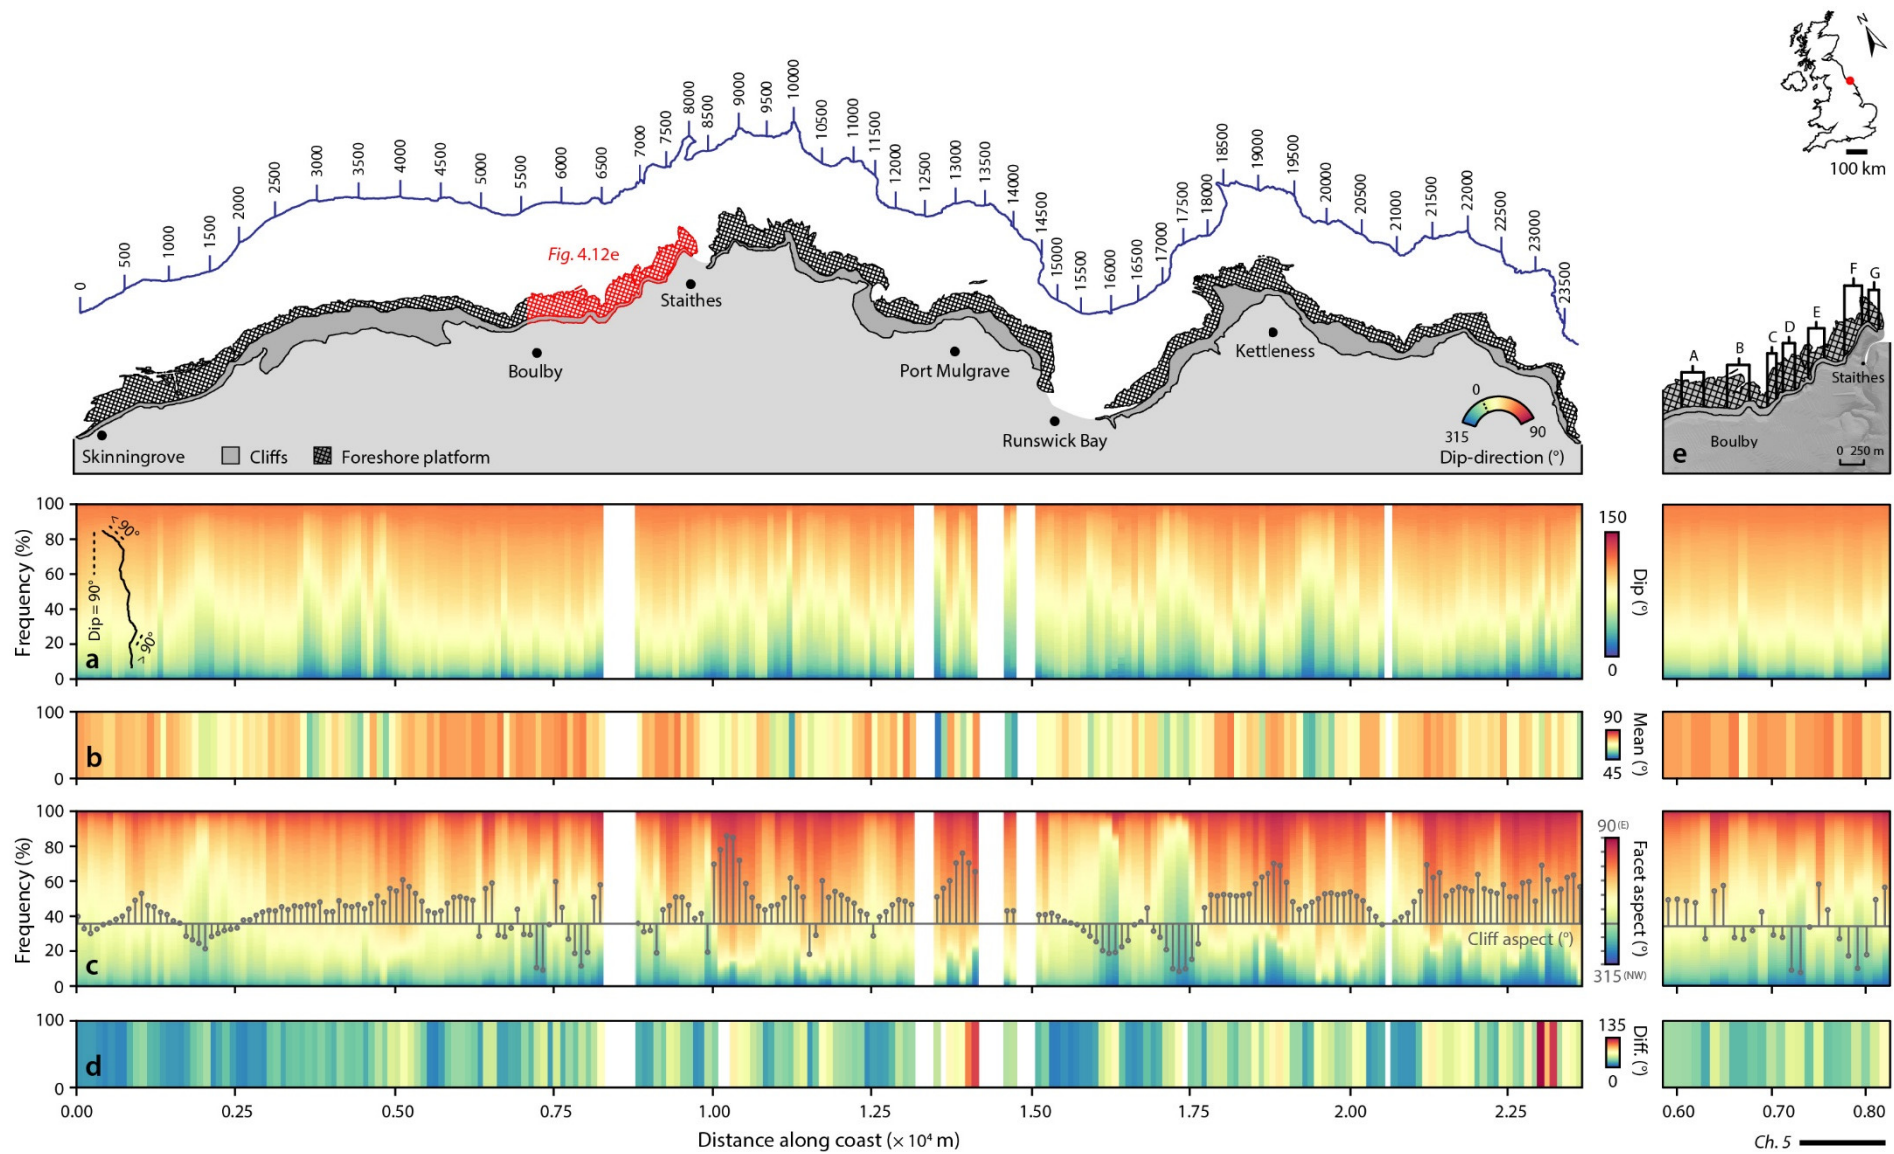 N
100 km
0
500
1000
1500
2000
2500
3000
3500
4000
4500
5000
5500
6000
6500
7000
7500
8000
8500
9000
9500
10000
10500
11000
11500
12000
12500
13000
13500
14000
14500
15000
15500
16000
16500
17000
17500
18000
18500
19000
19500
20000
20500
21000
21500
22000
22500
23000
23500
Fig. 4.12e
Staithes
Boulby
Port Mulgrave
Kettleness
Runswick Bay
Skinningrove
Cliffs
Foreshore platform
0
315
90
Dip-direction (°)
A
B
C
D
E
F
G
Staithes
Boulby
0 250 m
e
Frequency (%)
100
80
60
40
20
0
< 90°
Dip = 90°
> 90°
a
150
0
Dip (°)
100
0
b
90
45
Mean (°)
Frequency (%)
100
80
60
40
20
0
c
Cliff aspect (°)
90 (E)
315 (NW)
Facet aspect (°)
100
0
d
135
0
Diff. (°)
0.00
0.25
0.50
0.75
1.00
1.25
1.50
1.75
2.00
2.25
0.60
0.70
0.80
Distance along coast (× 10⁴ m)
Ch. 5